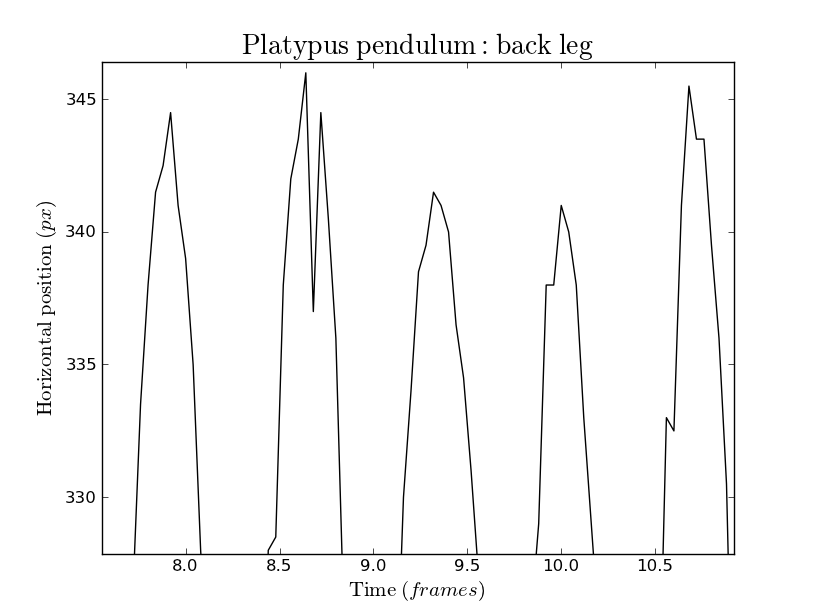 Platypus pendulum : back leg
345
340
335
330
Horizontal position (px)
8.0 8.5 9.0 9.5 10.0 10.5
Time (frames)